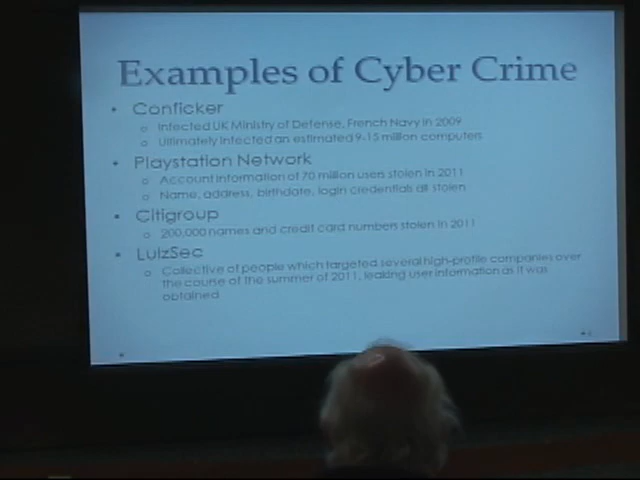 Examples of Cyber Crime
• Conficker
o Infected UK Ministry of Defense, French Navy in 2009
o Ultimately infected an estimated 9-15 million computers
• Playstation Network
o Account information of 70 million users stolen in 2011
o Name, address, birthdate, login credentials all stolen
• Citigroup
o 200,000 names and credit card numbers stolen in 2011
• LulzSec
o Collective of people which targeted several high-profile companies over
the course of the summer of 2011, leaking user information as it was
obtained